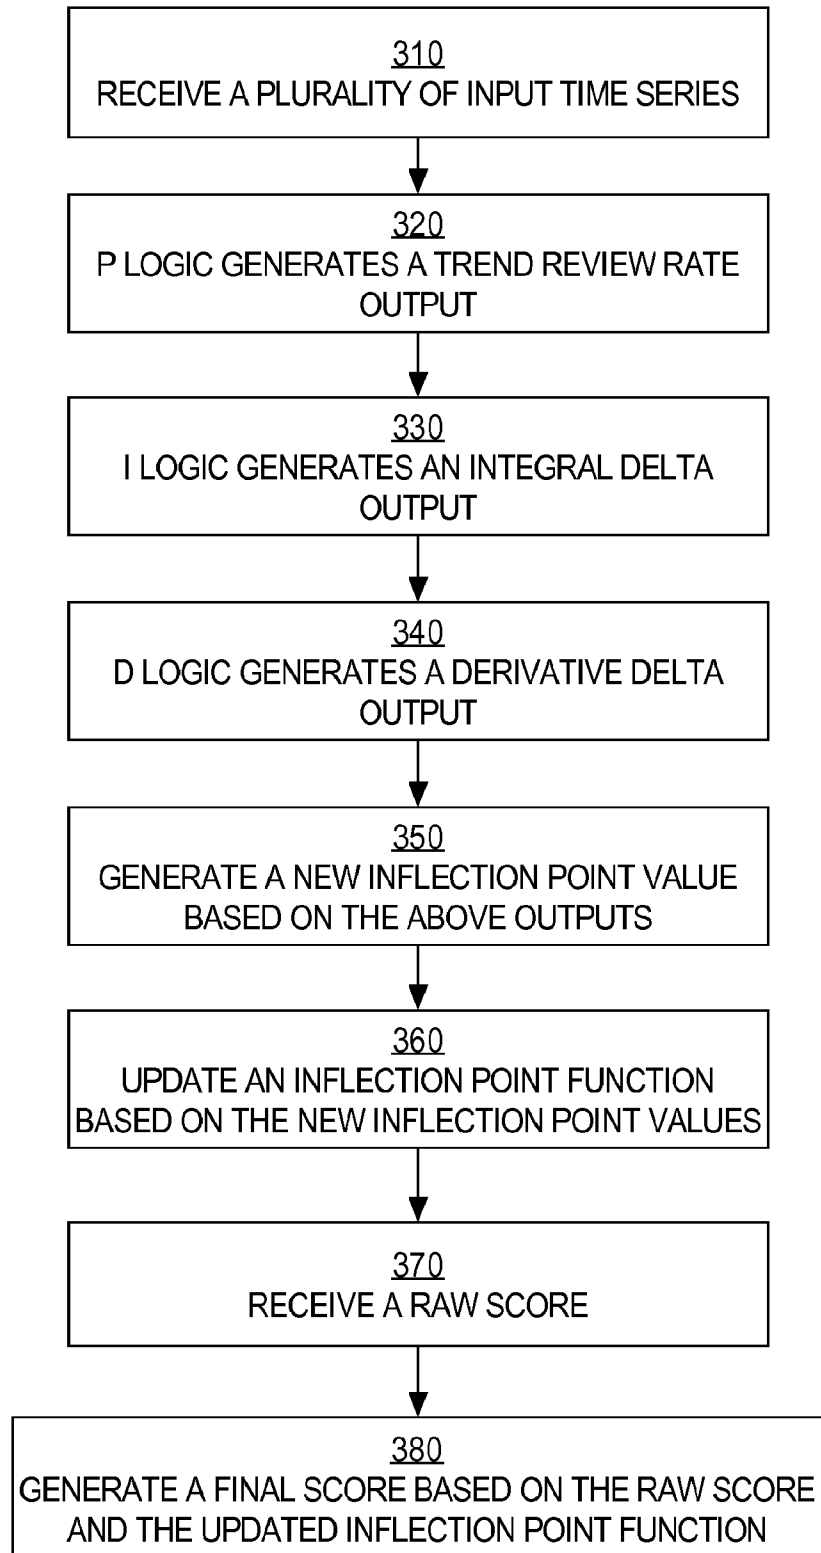 310
RECEIVE A PLURALITY OF INPUT TIME SERIES
320
P LOGIC GENERATES A TREND REVIEW RATE
OUTPUT
330
I LOGIC GENERATES AN INTEGRAL DELTA
OUTPUT
340
D LOGIC GENERATES A DERIVATIVE DELTA
OUTPUT
350
GENERATE A NEW INFLECTION POINT VALUE
BASED ON THE ABOVE OUTPUTS
360
UPDATE AN INFLECTION POINT FUNCTION
BASED ON THE NEW INFLECTION POINT VALUES
370
RECEIVE A RAW SCORE
380
GENERATE A FINAL SCORE BASED ON THE RAW SCORE
AND THE UPDATED INFLECTION POINT FUNCTION